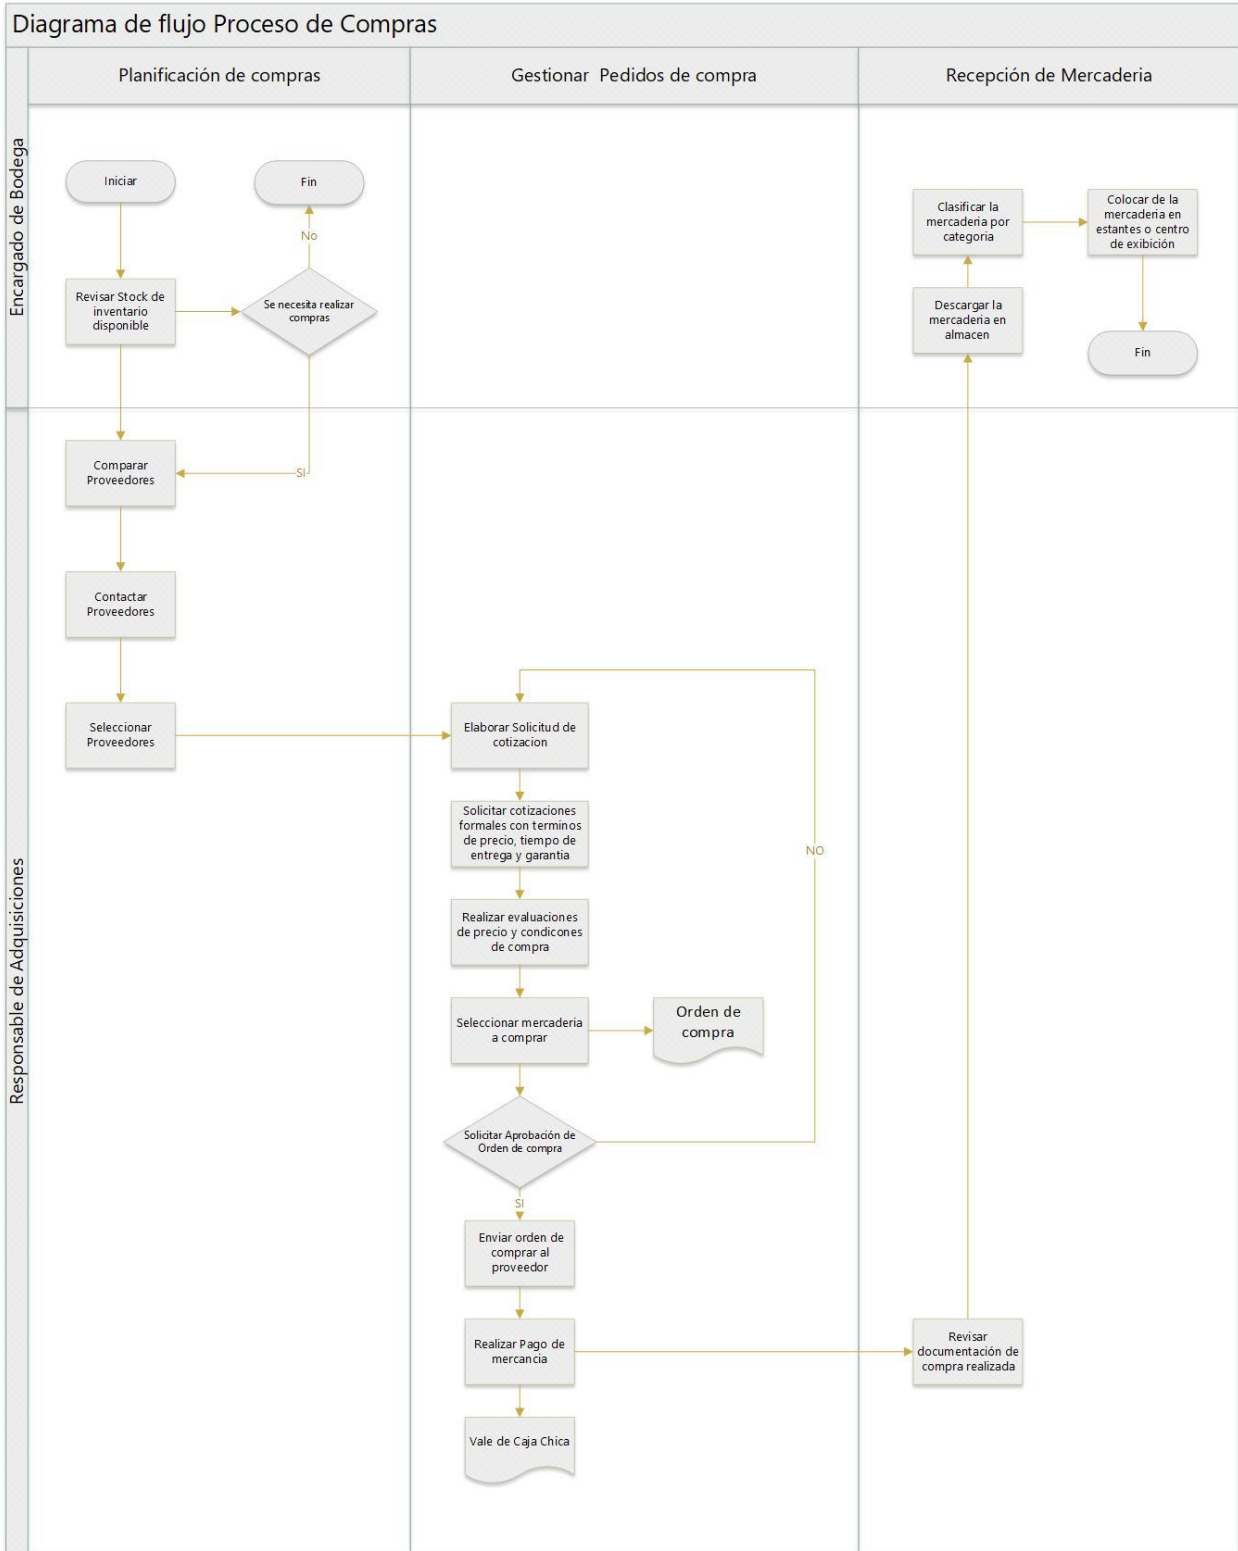 Diagrama de flujo Proceso de Compras
Planificación de compras
Gestionar Pedidos de compra
Recepción de Mercaderia
Encargado de Bodega
Iniciar
Fin
No
Revisar Stock de
inventario
disponible
Se necesita realizar
compras
Clasificar la
mercaderia por
categoria
Colocar de la
mercaderia en
estantes o centro
de exibición
Descargar la
mercaderia en
almacen
Fin
Responsable de Adquisiciones
Comparar
Proveedores
SI
Contactar
Proveedores
Seleccionar
Proveedores
Elaborar Solicitud de
cotizacion
Solicitar cotizaciones
formales con terminos
de precio, tiempo de
entrega y garantia
NO
Realizar evaluaciones
de precio y condicones
de compra
Seleccionar mercaderia
a comprar
Orden de
compra
Solicitar Aprobación de
Orden de compra
SI
Enviar orden de
comprar al
proveedor
Realizar Pago de
mercancia
Revisar
documentación de
compra realizada
Vale de Caja Chica